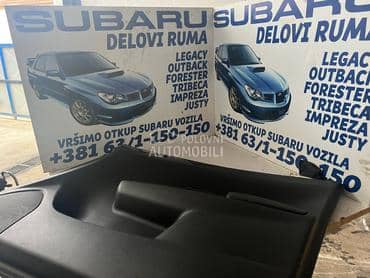 SUBARU
DELOVI RUMA
LEGACY
OUTBACK
FORESTER
TRIBECA
IMPREZA
JUSTY
VRŠIMO OTKUP SUBARU VOZILA
+381 63/1-150-150
SUBARU
DELOVI RUMA
LEGACY
OUTBACK
FORESTER
TRIBECA
IMPREZA
JUSTY
VRŠIMO OTKUP SUBARU VOZILA
+381 63/1-150-150
POLOVNI
AUTOMOBILI